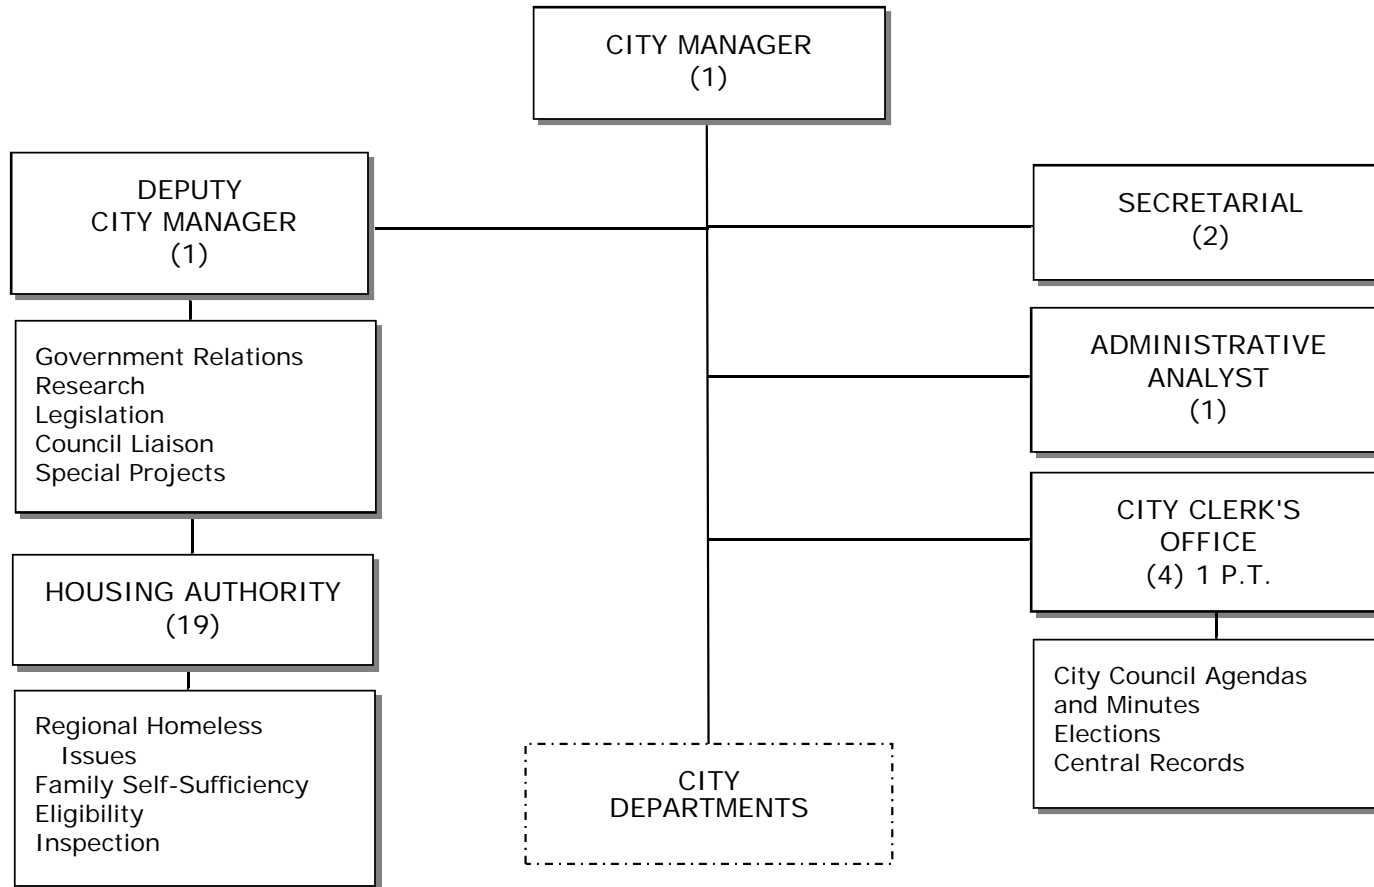 CITY MANAGER
(1)
DEPUTY
CITY MANAGER
(1)
SECRETARIAL
(2)
Government Relations
Research
Legislation
Council Liaison
Special Projects
ADMINISTRATIVE
ANALYST
(1)
CITY CLERK'S
OFFICE
(4) 1 P.T.
HOUSING AUTHORITY
(19)
City Council Agendas
and Minutes
Elections
Central Records
Regional Homeless
Issues
Family Self-Sufficiency
Eligibility
Inspection
CITY
DEPARTMENTS